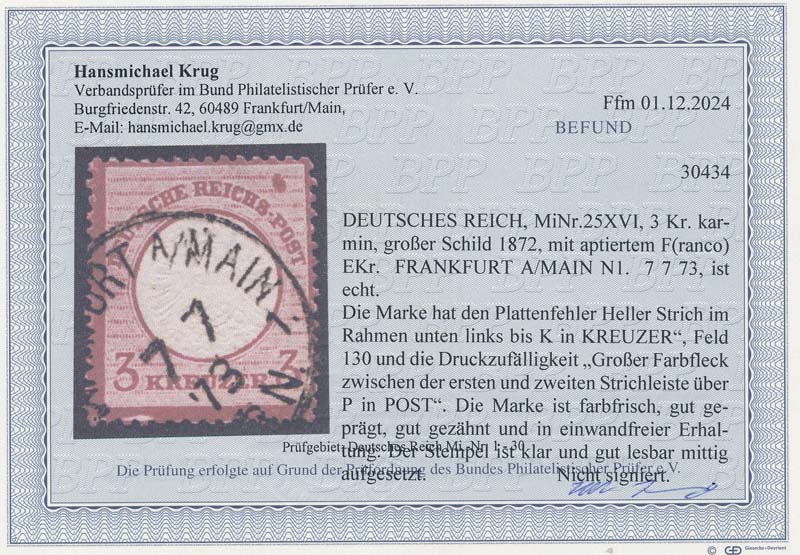 Hansmichael Krug
Verbandsprüfer im Bund Philatelistischer Prüfer e. V.
Burgfriedenstr. 42, 60489 Frankfurt/Main,
E-Mail: hansmichael.krug@gmx.de
Ffm 01.12.2024
BEFUND
30434
DEUTSCHE REICHS-POST
URT A/MAIN
7 7
73
N. 1
3 KREUZER 3
DEUTSCHES REICH, MiNr.25XVI, 3 Kr. kar-
min, großer Schild 1872, mit aptiertem F(ranco)
EKr. FRANKFURT A/MAIN N1. 7 7 73, ist
echt.
Die Marke hat den Plattenfehler Heller Strich im
Rahmen unten links bis K in KREUZER“, Feld
130 und die Druckzufälligkeit „Großer Farbfleck
zwischen der ersten und zweiten Strichleiste über
P in POST“. Die Marke ist farbfrisch, gut ge-
prägt, gut gezähnt und in einwandfreier Erhal-
tung. Der Stempel ist klar und gut lesbar mittig
aufgesetzt. Nicht signiert.
Prüfgebiet: Deutsches Reich Mi.-Nr. 1 - 30
Die Prüfung erfolgte auf Grund der Prüfordnung des Bundes Philatelistischer Prüfer e.V.
BPP
© GD Giesecke+Devrient